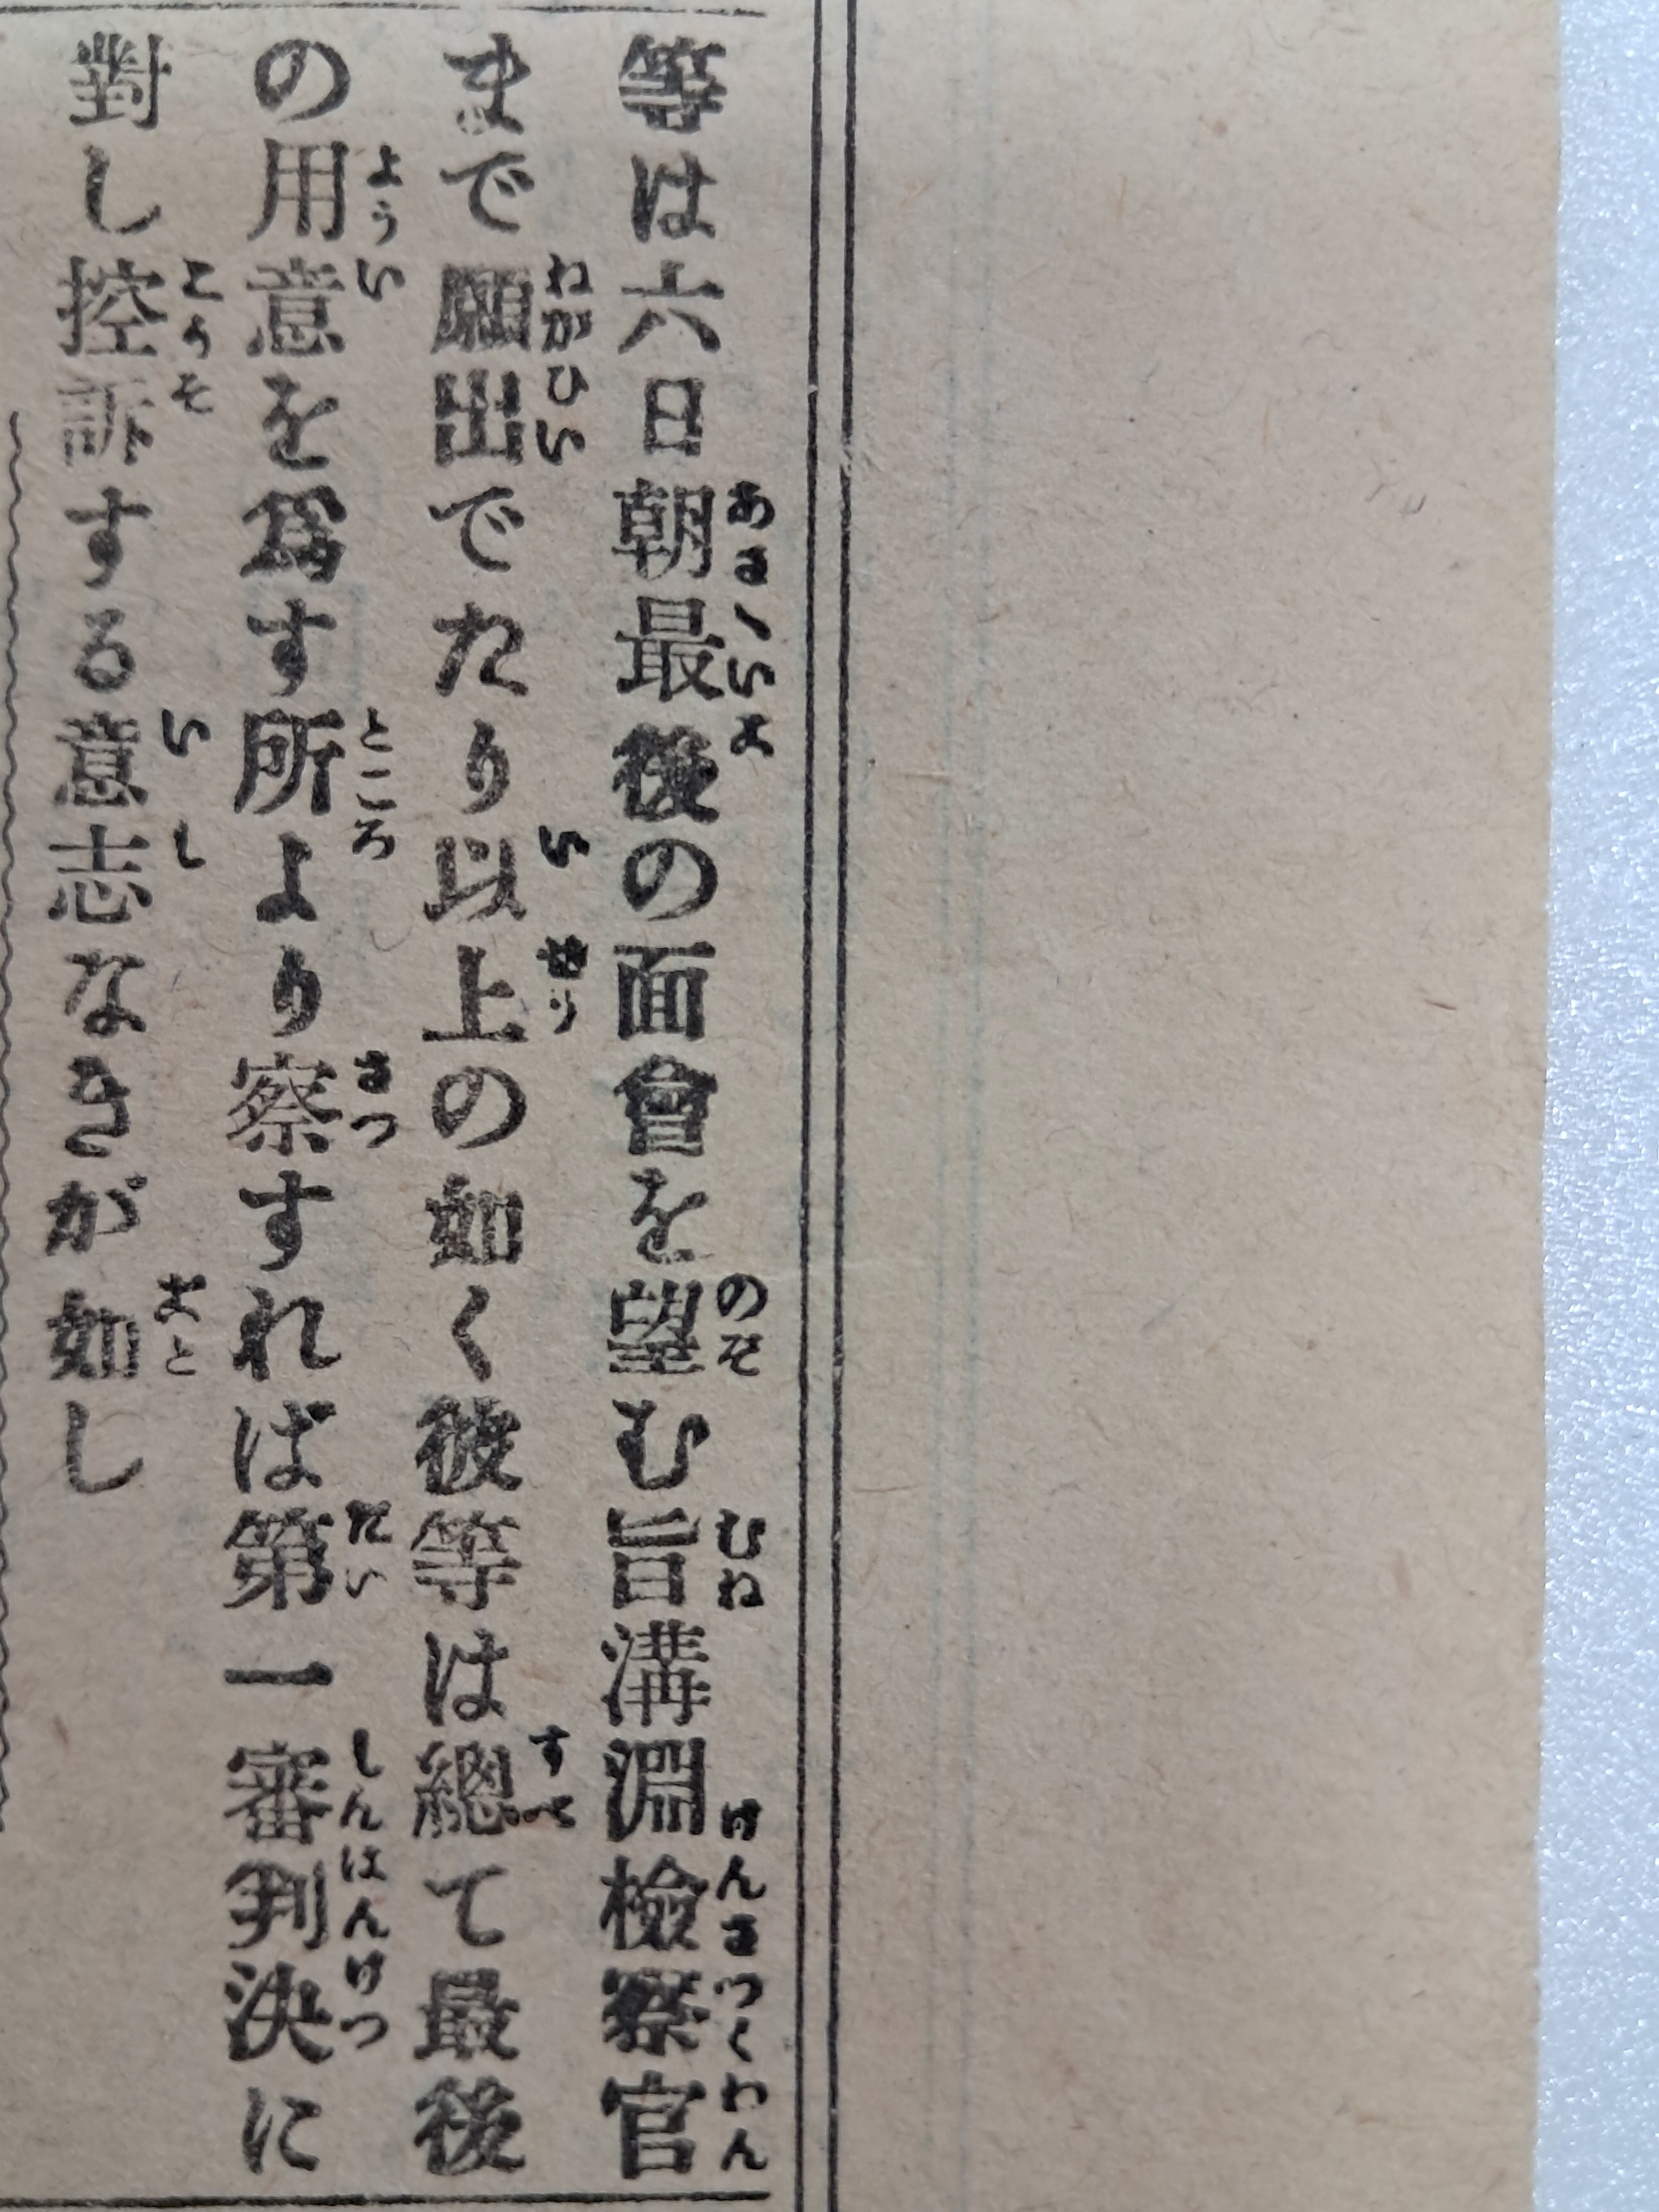 等は六日朝最後の面會を望む旨溝淵檢察官
まで願出でたり以上の如く彼等は總て最後
の用意を爲す所より察すれば第一審判決に
對し控訴する意志なきが如し